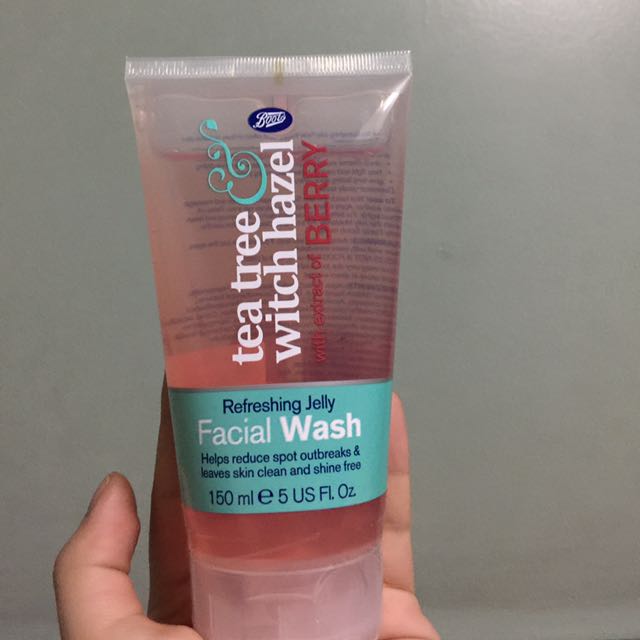 Boots
tea tree &
witch hazel
with extract of BERRY
Refreshing Jelly
Facial Wash
Helps reduce spot outbreaks &
leaves skin clean and shine free
150 ml e 5 US Fl. Oz.